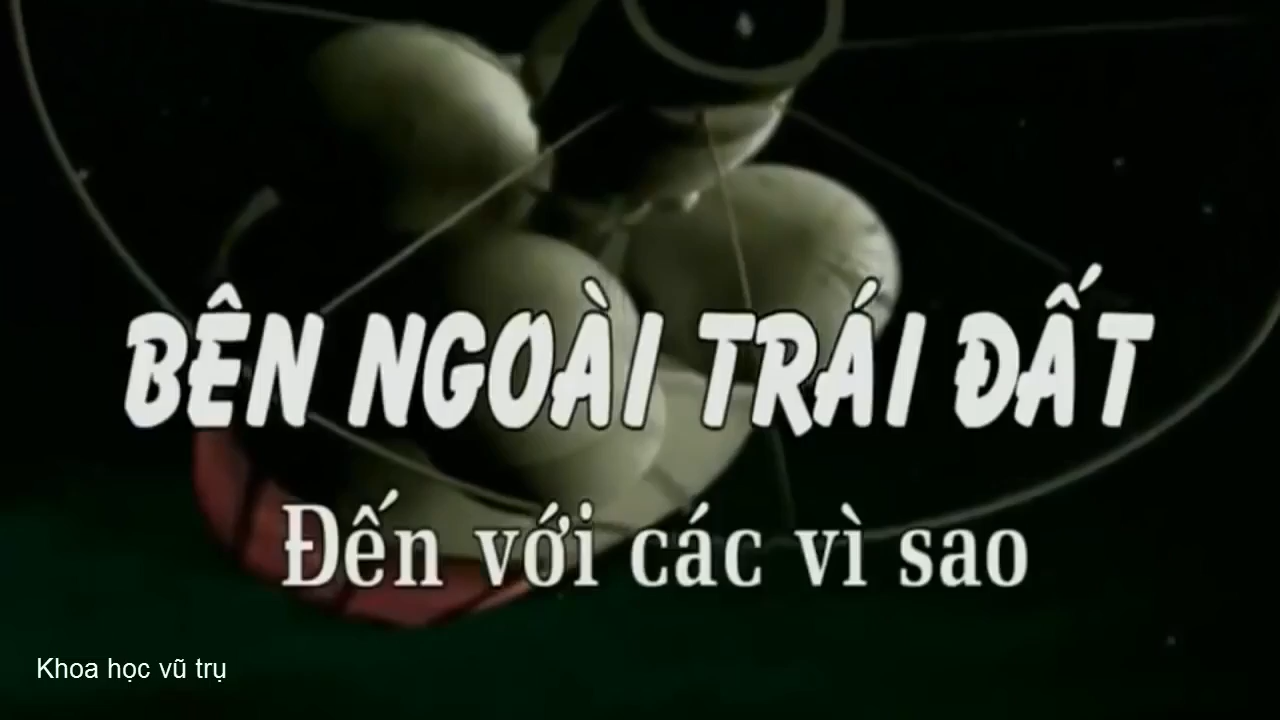 BÊN NGOÀI TRÁI ĐẤT
Đến với các vì sao
Khoa học vũ trụ